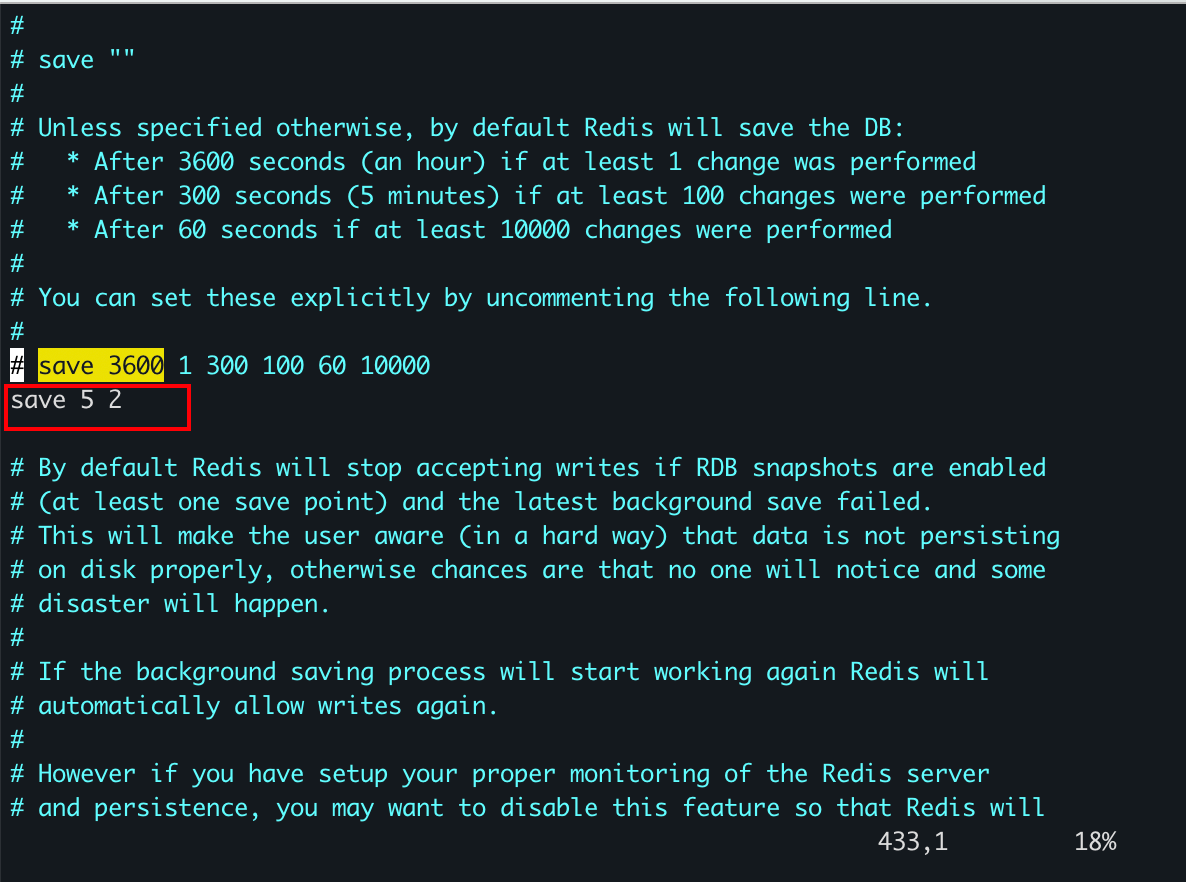 #
# save ""
#
# Unless specified otherwise, by default Redis will save the DB:
#   * After 3600 seconds (an hour) if at least 1 change was performed
#   * After 300 seconds (5 minutes) if at least 100 changes were performed
#   * After 60 seconds if at least 10000 changes were performed
#
# You can set these explicitly by uncommenting the following line.
#
# save 3600 1 300 100 60 10000
save 5 2

# By default Redis will stop accepting writes if RDB snapshots are enabled
# (at least one save point) and the latest background save failed.
# This will make the user aware (in a hard way) that data is not persisting
# on disk properly, otherwise chances are that no one will notice and some
# disaster will happen.
#
# If the background saving process will start working again Redis will
# automatically allow writes again.
#
# However if you have setup your proper monitoring of the Redis server
# and persistence, you may want to disable this feature so that Redis will
433,1 18%